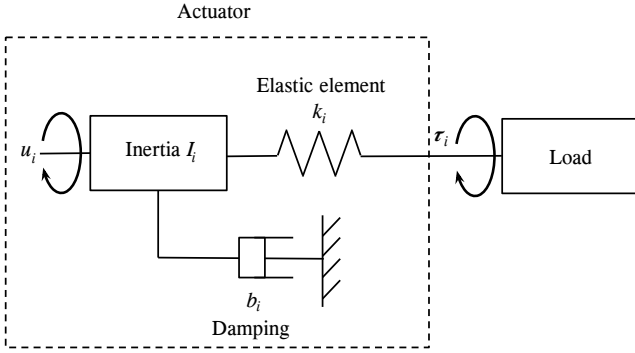 Actuator
Elastic element
k_i
τ_i
u_i
Inertia I_i
Load
b_i
Damping